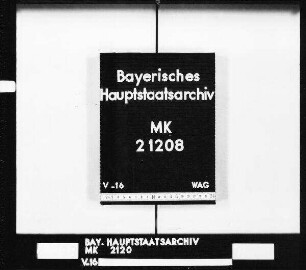 Bayerisches
Hauptstaatsarchiv
MK
21208
V-16 WAG
BAY. HAUPTSTAATSARCHIV
MK 2120
V-16